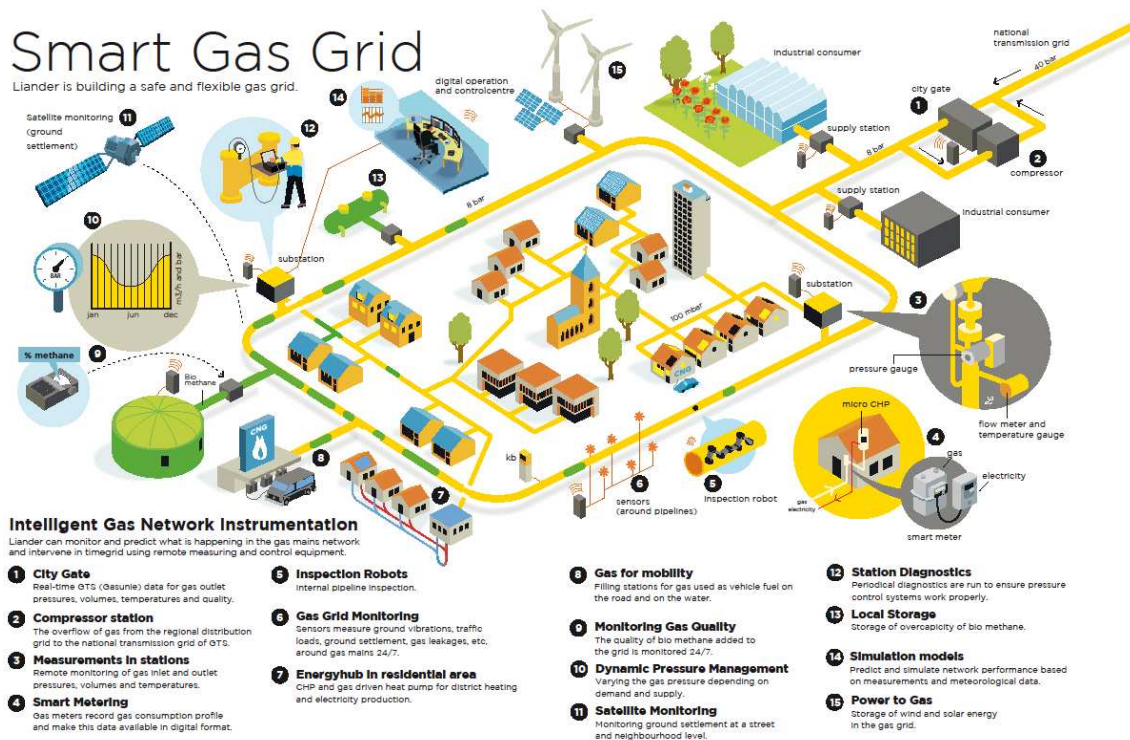 Smart Gas Grid
Liander is building a safe and flexible gas grid.
Satellite monitoring
(ground
settlement)
11
12
14
digital operation
and controlcentre
15
industrial consumer
national
transmission grid
40 bar
city gate
1
supply station
8 bar
2
compressor
supply station
industrial consumer
13
8 bar
10
BAR
m3/h and bar
jan
jun
dec
substation
substation
100 mbar
3
pressure gauge
flow meter and
temperature gauge
% methane
9
Bio
methane
CNG
8
CNG
kb
7
6
sensors
(around pipelines)
5
inspection robot
micro CHP
4
gas
electricity
gas
electricity
smart meter
Intelligent Gas Network Instrumentation
Liander can monitor and predict what is happening in the gas mains network
and intervene in timegrid using remote measuring and control equipment.
1 City Gate
Real-time GTS (Gasunie) data for gas outlet
pressures, volumes, temperatures and quality.
2 Compressor station
The overflow of gas from the regional distribution
grid to the national transmission grid of GTS.
3 Measurements in stations
Remote monitoring of gas inlet and outlet
pressures, volumes and temperatures.
4 Smart Metering
Gas meters record gas consumption profile
and make this data available in digital format.
5 Inspection Robots
Internal pipeline inspection.
6 Gas Grid Monitoring
Sensors measure ground vibrations, traffic
loads, ground settlement, gas leakages, etc,
around gas mains 24/7.
7 Energyhub in residential area
CHP and gas driven heat pump for district heating
and electricity production.
8 Gas for mobility
Filling stations for gas used as vehicle fuel on
the road and on the water.
9 Monitoring Gas Quality
The quality of bio methane added to
the grid is monitored 24/7.
10 Dynamic Pressure Management
Varying the gas pressure depending on
demand and supply.
11 Satellite Monitoring
Monitoring ground settlement at a street
and neighbourhood level.
12 Station Diagnostics
Periodical diagnostics are run to ensure pressure
control systems work properly.
13 Local Storage
Storage of overcapicity of bio methane.
14 Simulation models
Predict and simulate network performance based
on measurements and meteorological data.
15 Power to Gas
Storage of wind and solar energy
in the gas grid.